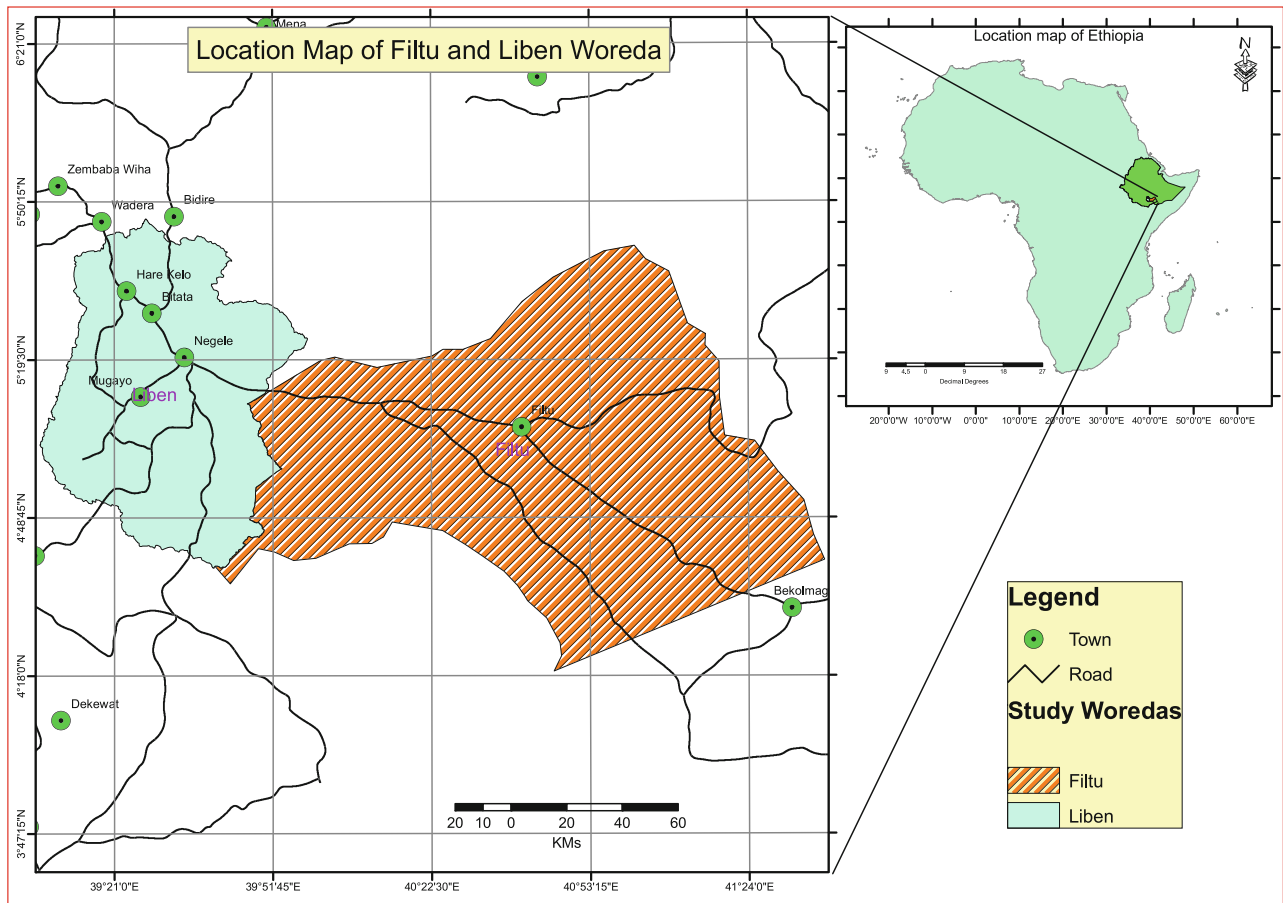 Location Map of Filtu and Liben Woreda
Mena
Zembaba Wiha
Wadera
Bidire
Hare Kelo
Bitata
Negele
Mugayo
Liben
Filtu
Filtu
Bekolmag
Dekewat
6°21'0"N
5°50'15"N
5°19'30"N
4°48'45"N
4°18'0"N
3°47'15"N
39°21'0"E
39°51'45"E
40°22'30"E
40°53'15"E
41°24'0"E
20 10 0 20 40 60
KMs
Location map of Ethiopia
N
9 4.5 0 9 18 27
Decimal Degrees
20°0'0"W
10°0'0"W
0°0'0"
10°0'0"E
20°0'0"E
30°0'0"E
40°0'0"E
50°0'0"E
60°0'0"E
Legend
Town
Road
Study Woredas
Filtu
Liben